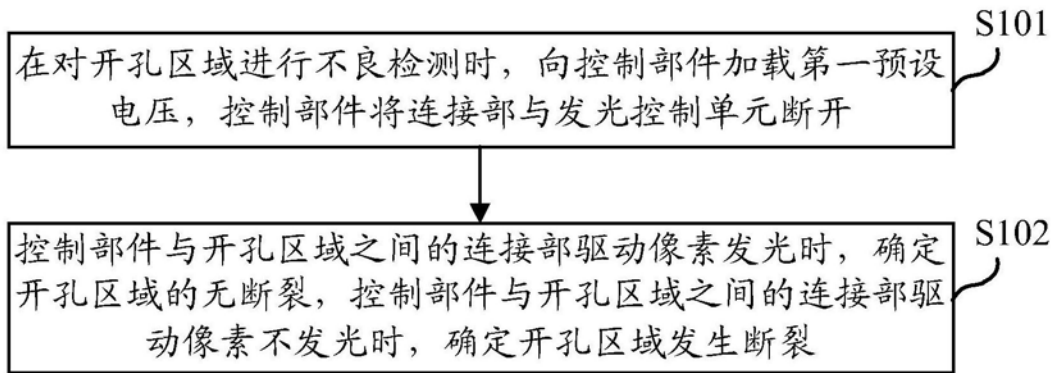 S101
在对开孔区域进行不良检测时，向控制部件加载第一预设
电压，控制部件将连接部与发光控制单元断开
S102
控制部件与开孔区域之间的连接部驱动像素发光时，确定
开孔区域的无断裂，控制部件与开孔区域之间的连接部驱
动像素不发光时，确定开孔区域发生断裂